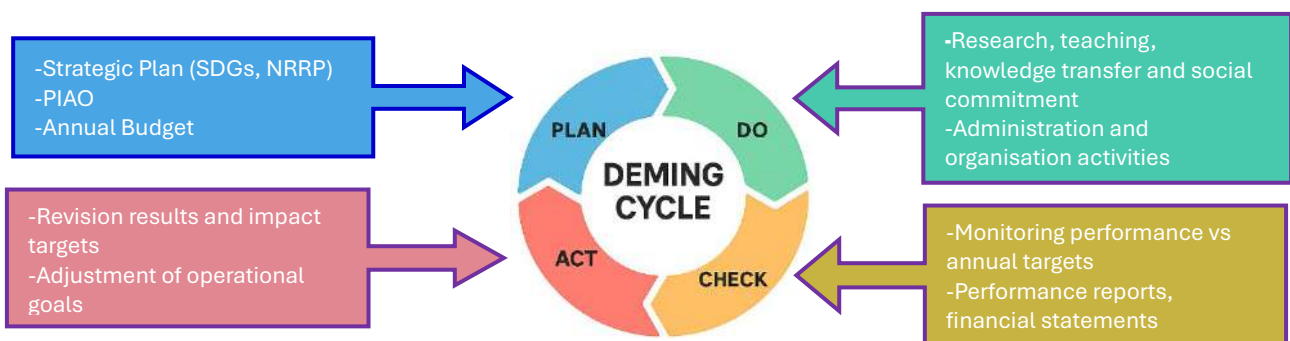 -Strategic Plan (SDGs, NRRP)
-PIAO
-Annual Budget
-Revision results and impact
targets
-Adjustment of operational
goals
PLAN
DO
DEMING
CYCLE
ACT
CHECK
-Research, teaching,
knowledge transfer and social
commitment
-Administration and
organisation activities
-Monitoring performance vs
annual targets
-Performance reports,
financial statements